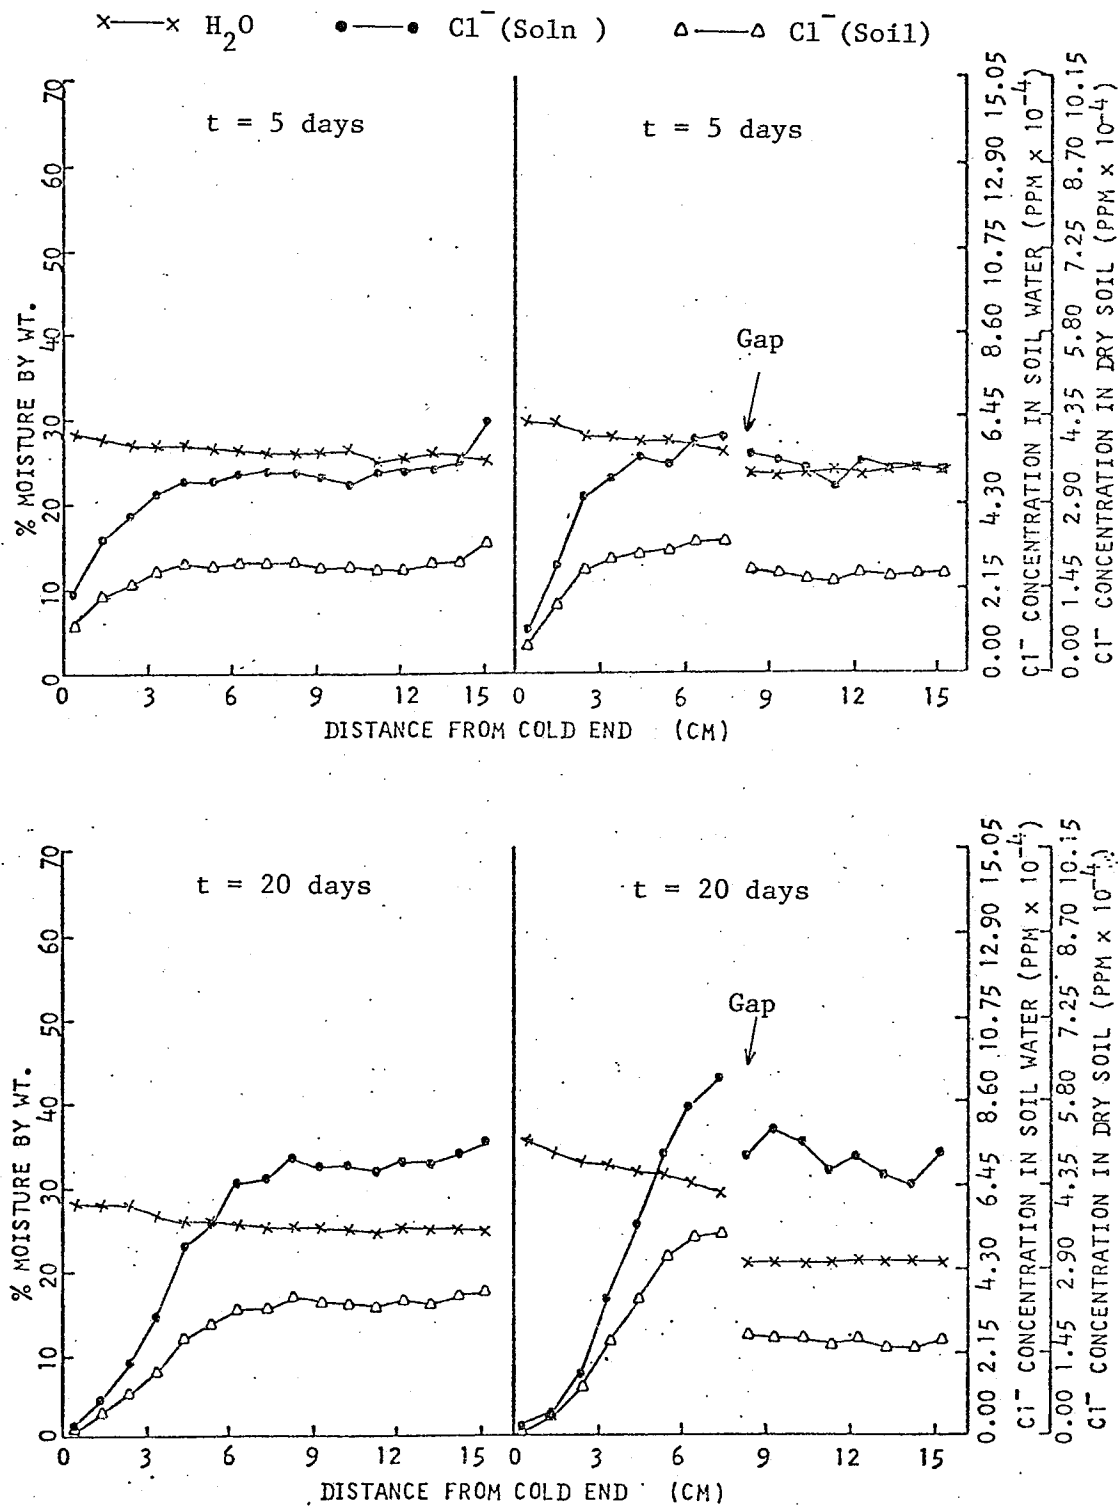 ×—× H2O ●—● Cl⁻(Soln ) △—△ Cl⁻(Soil)
t = 5 days
t = 5 days
Gap
% MOISTURE BY WT.
0 10 20 30 40 50 60 70
0 3 6 9 12 15
0 3 6 9 12 15
DISTANCE FROM COLD END (CM)
0.00 2.15 4.30 6.45 8.60 10.75 12.90 15.05
Cl⁻ CONCENTRATION IN SOIL WATER (PPM × 10⁻⁴)
0.00 1.45 2.90 4.35 5.80 7.25 8.70 10.15
Cl⁻ CONCENTRATION IN DRY SOIL (PPM × 10⁻⁴)
t = 20 days
t = 20 days
Gap
% MOISTURE BY WT.
0 10 20 30 40 50 60 70
0 3 6 9 12 15
0 3 6 9 12 15
DISTANCE FROM COLD END (CM)
0.00 2.15 4.30 6.45 8.60 10.75 12.90 15.05
Cl⁻ CONCENTRATION IN SOIL WATER (PPM × 10⁻⁴)
0.00 1.45 2.90 4.35 5.80 7.25 8.70 10.15
Cl⁻ CONCENTRATION IN DRY SOIL (PPM × 10⁻⁴)